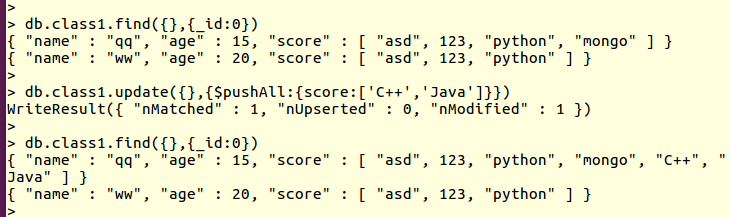 >
> db.class1.find({},{_id:0})
{ "name" : "qq", "age" : 15, "score" : [ "asd", 123, "python", "mongo" ] }
{ "name" : "ww", "age" : 20, "score" : [ "asd", 123, "python" ] }
>
> db.class1.update({},{$pushAll:{score:['C++','Java']}})
WriteResult({ "nMatched" : 1, "nUpserted" : 0, "nModified" : 1 })
>
> db.class1.find({},{_id:0})
{ "name" : "qq", "age" : 15, "score" : [ "asd", 123, "python", "mongo", "C++", "
Java" ] }
{ "name" : "ww", "age" : 20, "score" : [ "asd", 123, "python" ] }
>